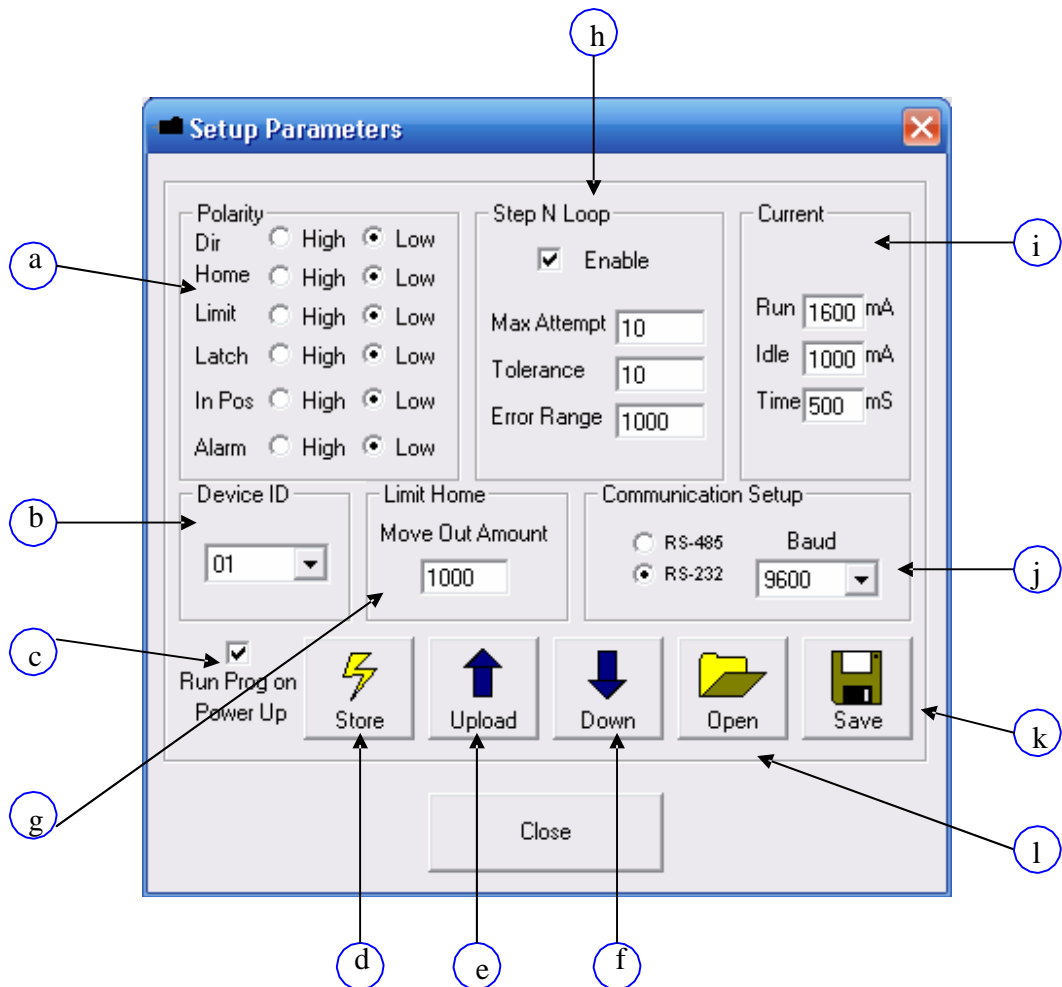 h
Setup Parameters
Polarity
Dir High Low
Home High Low
Limit High Low
Latch High Low
In Pos High Low
Alarm High Low
Step N Loop
Enable
Max Attempt 10
Tolerance 10
Error Range 1000
Current
Run 1600 mA
Idle 1000 mA
Time 500 mS
a
i
Device ID
01
Limit Home
Move Out Amount
1000
Communication Setup
RS-485
RS-232
Baud
9600
b
j
c
Run Prog on
Power Up
Store
Upload
Down
Open
Save
k
g
Close
l
d
e
f